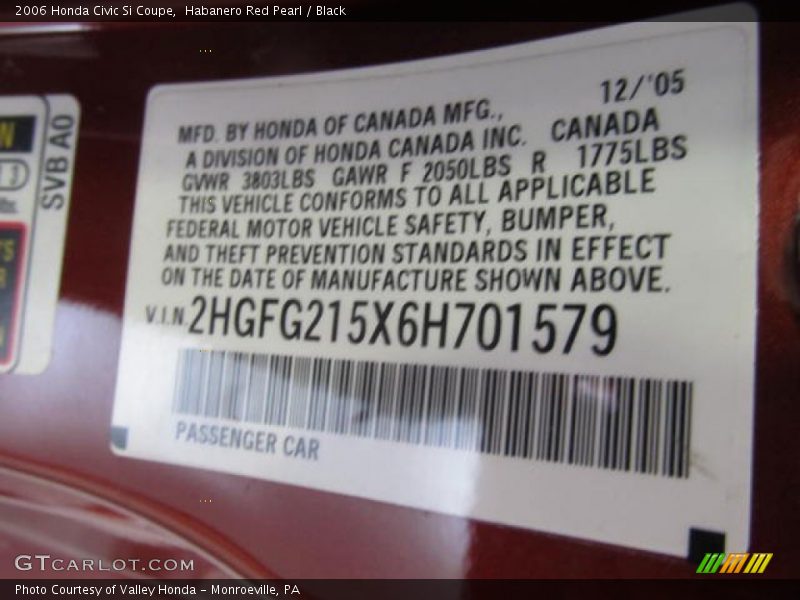 2006 Honda Civic Si Coupe,  Habanero Red Pearl / Black
SVB A0
12/'05
MFD. BY HONDA OF CANADA MFG.,
A DIVISION OF HONDA CANADA INC. CANADA
GVWR 3803LBS GAWR F 2050LBS R 1775LBS
THIS VEHICLE CONFORMS TO ALL APPLICABLE
FEDERAL MOTOR VEHICLE SAFETY, BUMPER,
AND THEFT PREVENTION STANDARDS IN EFFECT
ON THE DATE OF MANUFACTURE SHOWN ABOVE.
V.I.N. 2HGFG215X6H701579
PASSENGER CAR
GTCARLOT.COM
Photo Courtesy of Valley Honda - Monroeville, PA